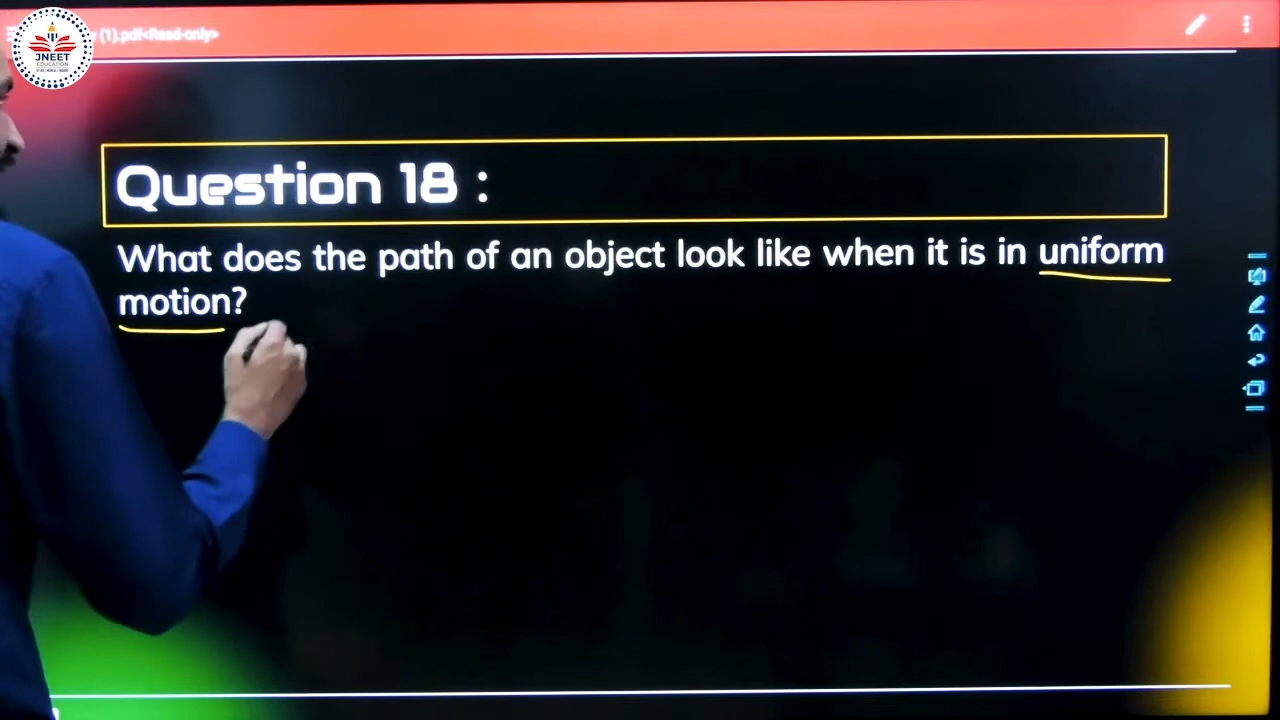 (1).pdf<Read-only>
JNEET
EDUCATION
Question 18 :
What does the path of an object look like when it is in uniform
motion?